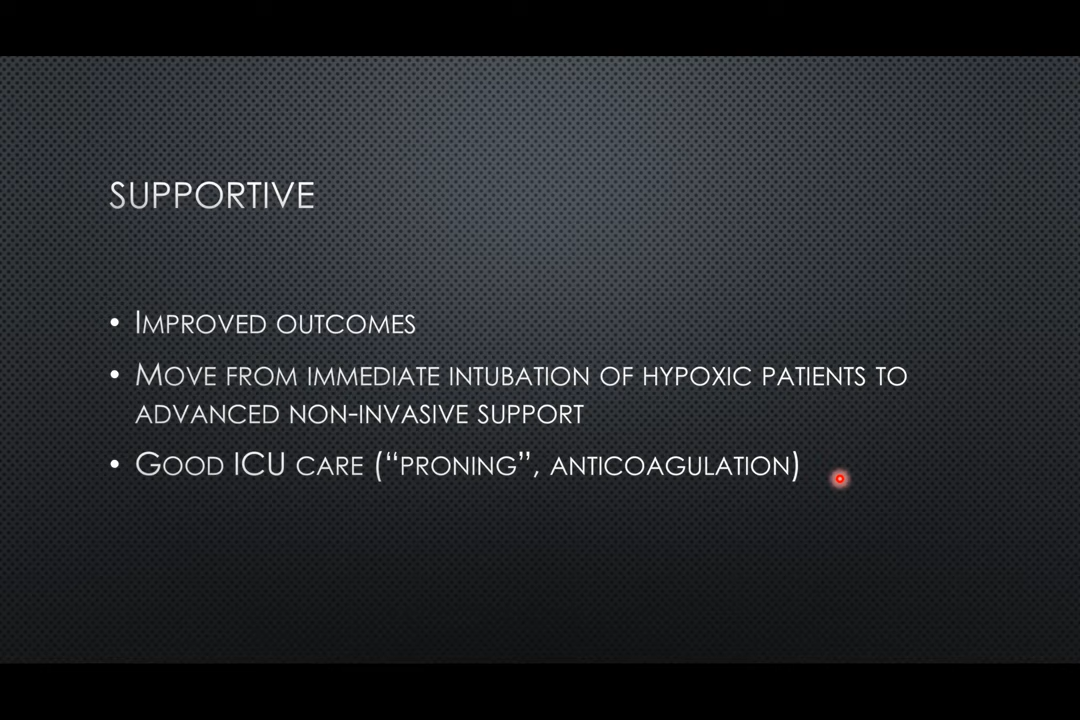 SUPPORTIVE
• IMPROVED OUTCOMES
• MOVE FROM IMMEDIATE INTUBATION OF HYPOXIC PATIENTS TO
ADVANCED NON-INVASIVE SUPPORT
• GOOD ICU CARE (“PRONING”, ANTICOAGULATION)